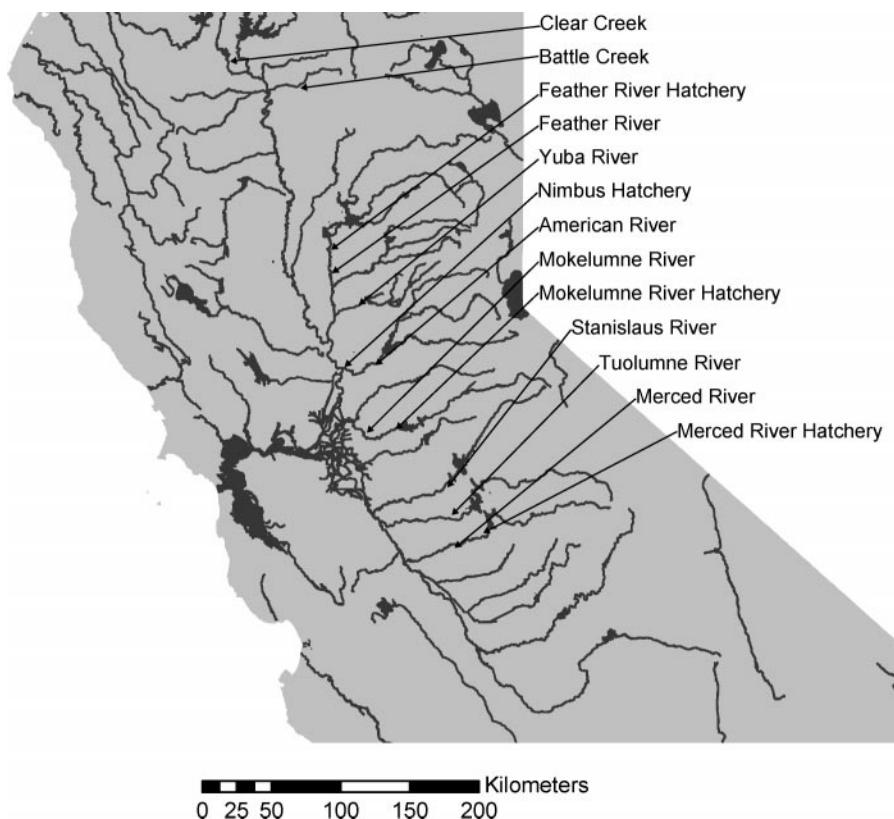 Clear Creek
Battle Creek
Feather River Hatchery
Feather River
Yuba River
Nimbus Hatchery
American River
Mokelumne River
Mokelumne River Hatchery
Stanislaus River
Tuolumne River
Merced River
Merced River Hatchery
Kilometers
0 25 50 100 150 200